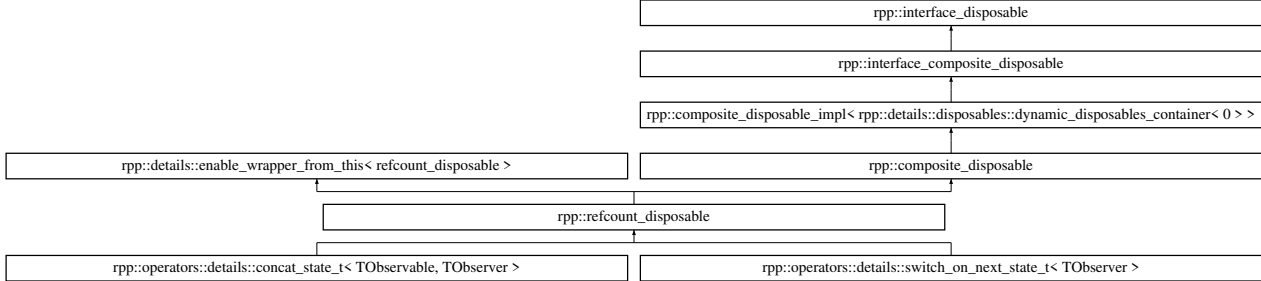 rpp::interface_disposable
rpp::interface_composite_disposable
rpp::composite_disposable_impl< rpp::details::disposables::dynamic_disposables_container< 0 > >
rpp::details::enable_wrapper_from_this< refcount_disposable >
rpp::composite_disposable
rpp::refcount_disposable
rpp::operators::details::concat_state_t< TObservable, TObserver >
rpp::operators::details::switch_on_next_state_t< TObserver >